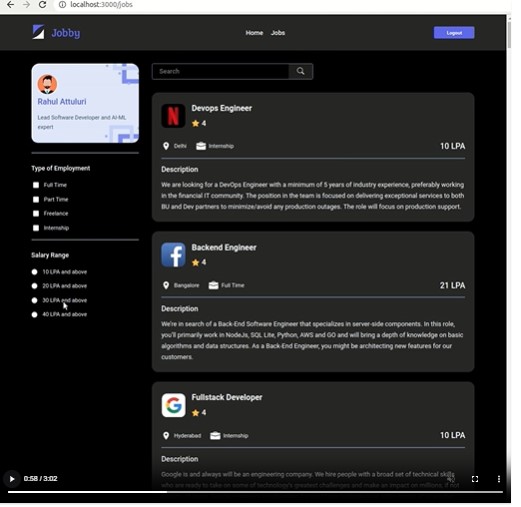 localhost:3000/jobs
Jobby
Home Jobs
Logout
Rahul Attuluri
Lead Software Developer and AI-ML
expert
Type of Employment
Full Time
Part Time
Freelance
Internship
Salary Range
10 LPA and above
20 LPA and above
30 LPA and above
40 LPA and above
Search
Devops Engineer
4
Delhi Internship 10 LPA
Description
We are looking for a DevOps Engineer with a minimum of 5 years of industry experience, preferably working
in the financial IT community. The position in the team is focused on delivering exceptional services to both
BU and Dev partners to minimize/avoid any production outages. The role will focus on production support.
Backend Engineer
4
Bangalore Full Time 21 LPA
Description
We're in search of a Back-End Software Engineer that specializes in server-side components. In this role,
you'll primarily work in NodeJs, SQL Lite, Python, AWS and GO and will bring a depth of knowledge on basic
algorithms and data structures. As a Back-End Engineer, you might be architecting new features for our
customers.
Fullstack Developer
4
Hyderabad Internship 10 LPA
Description
Google is and always will be an engineering company. We hire people with a broad set of technical skills
who are ready to take on some of technology's greatest challenges and make an impact on millions, if not
0:58 / 3:02